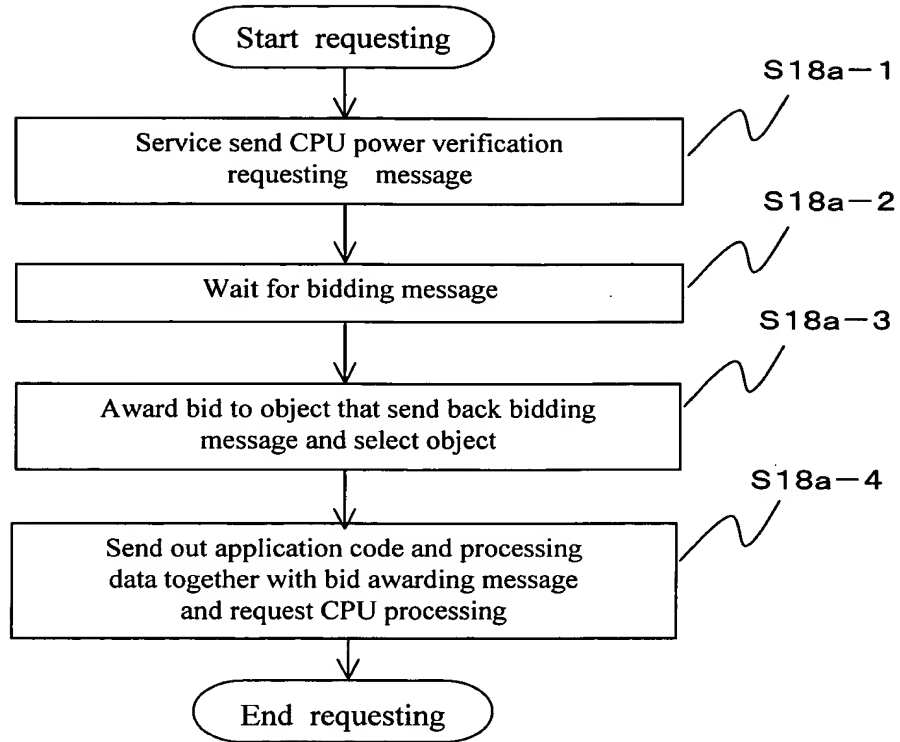 Start requesting
S18a-1
Service send CPU power verification
requesting message
S18a-2
Wait for bidding message
S18a-3
Award bid to object that send back bidding
message and select object
S18a-4
Send out application code and processing
data together with bid awarding message
and request CPU processing
End requesting